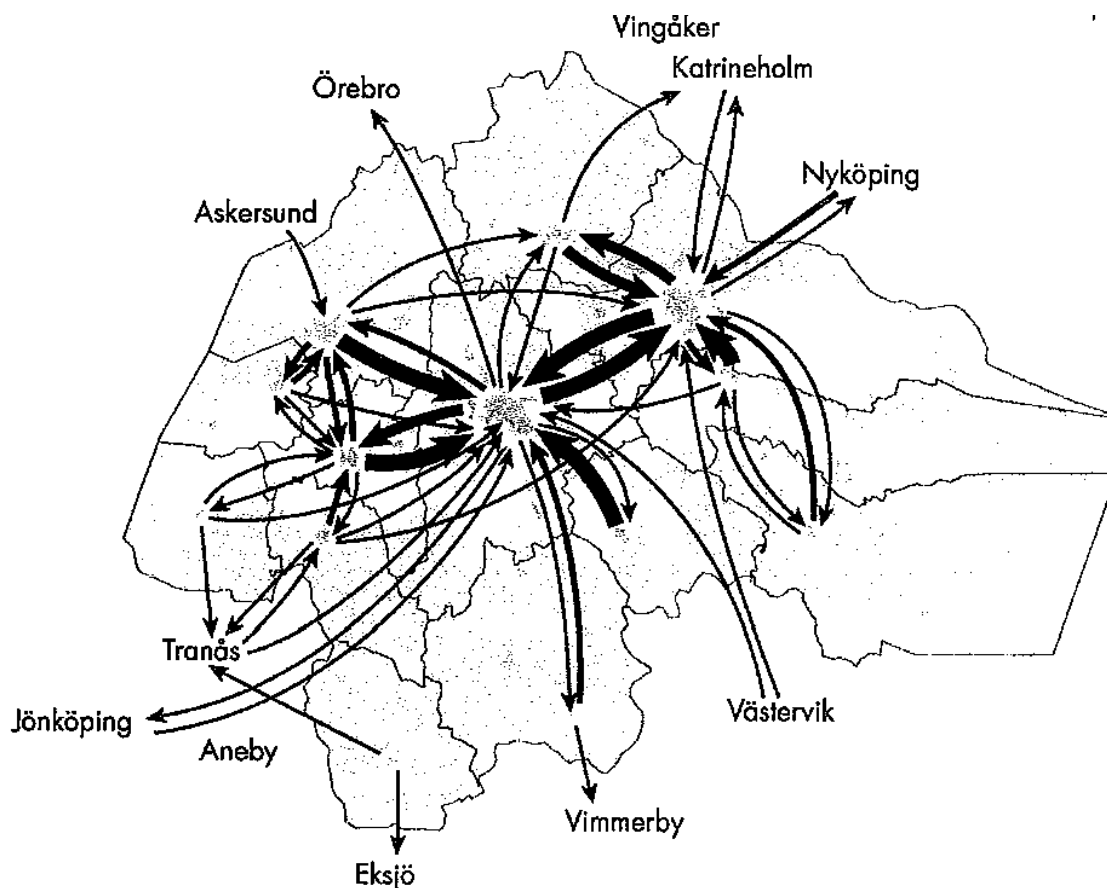 Vingåker
Katrineholm
Örebro
Nyköping
Askersund
Tranås
Jönköping
Aneby
Västervik
Vimmerby
Eksjö